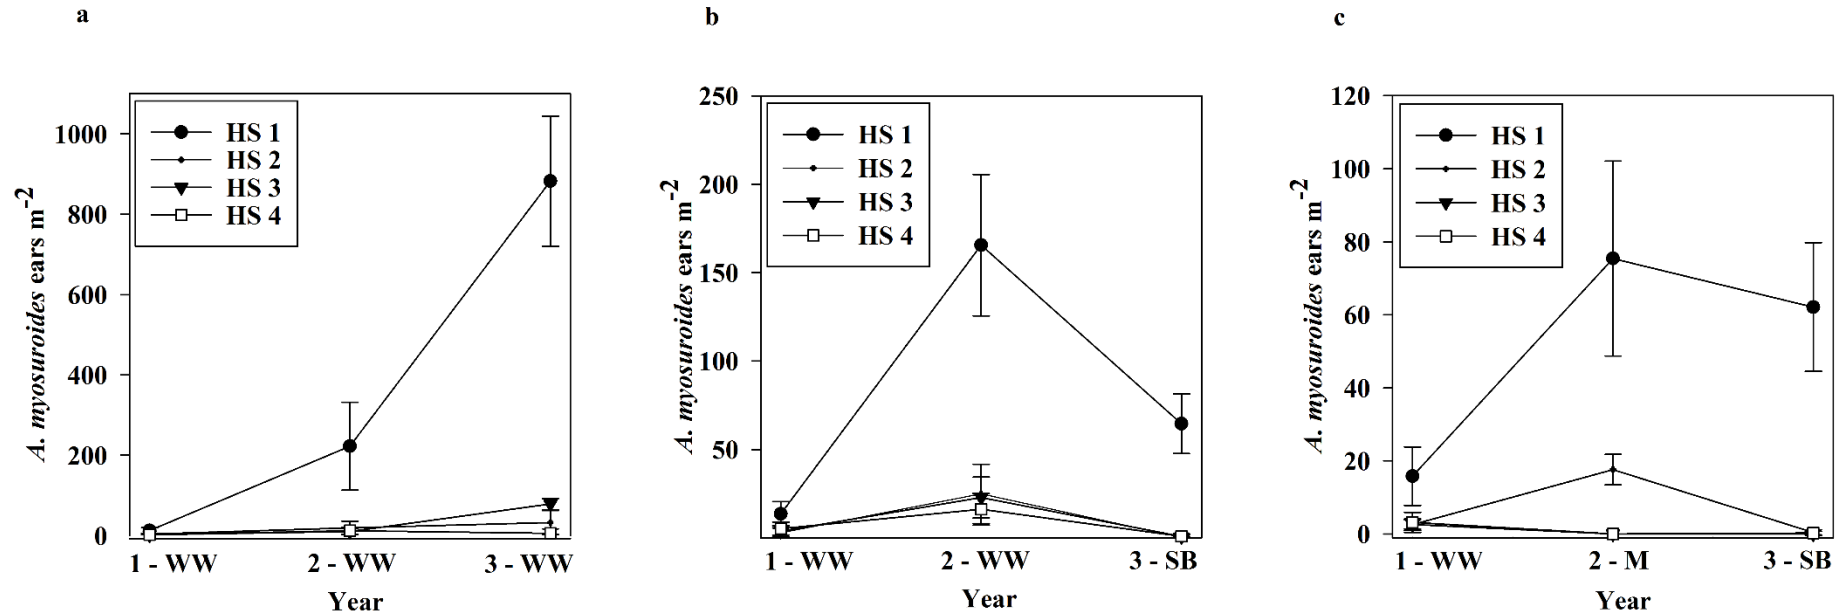 a
1000
800
600
400
200
0
A. myosuroides ears m-2
HS 1
HS 2
HS 3
HS 4
1 - WW 2 - WW 3 - WW
Year
b
250
200
150
100
50
A. myosuroides ears m-2
HS 1
HS 2
HS 3
HS 4
1 - WW 2 - WW 3 - SB
Year
c
120
100
80
60
40
20
0
A. myosuroides ears m-2
HS 1
HS 2
HS 3
HS 4
1 - WW 2 - M 3 - SB
Year